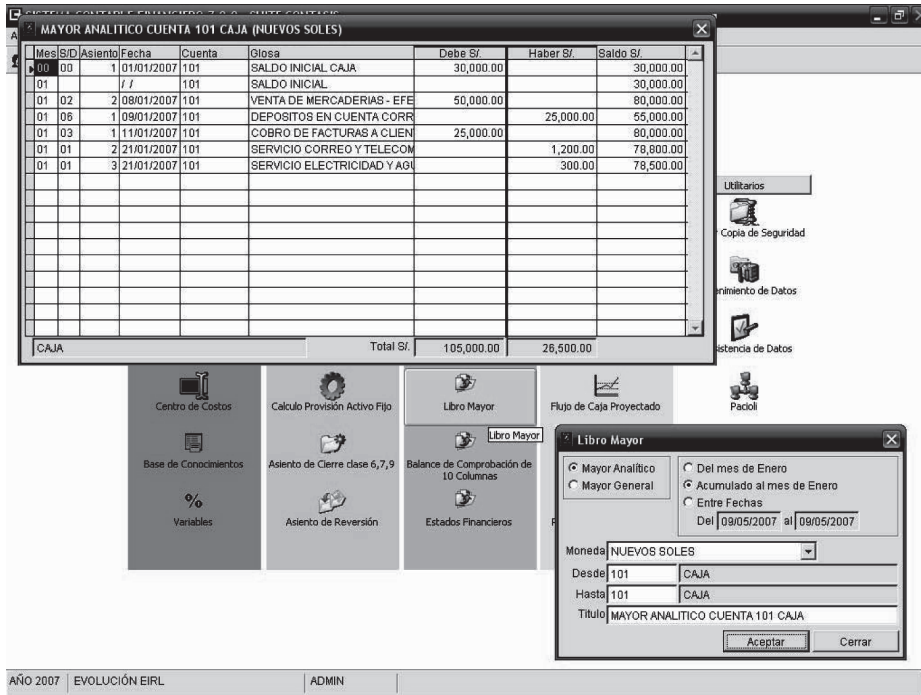 MAYOR ANALITICO CUENTA 101 CAJA (NUEVOS SOLES)
Mes S/D Asiento Fecha Cuenta Glosa Debe S/. Haber S/. Saldo S/.
00 00 1 01/01/2007 101 SALDO INICIAL CAJA 30,000.00 30,000.00
01 / / 101 SALDO INICIAL 30,000.00
01 02 2 08/01/2007 101 VENTA DE MERCADERIAS - EFE 50,000.00 80,000.00
01 06 1 09/01/2007 101 DEPOSITOS EN CUENTA CORR 25,000.00 55,000.00
01 03 1 11/01/2007 101 COBRO DE FACTURAS A CLIEN 25,000.00 80,000.00
01 01 2 21/01/2007 101 SERVICIO CORREO Y TELECOM 1,200.00 78,800.00
01 01 3 21/01/2007 101 SERVICIO ELECTRICIDAD Y AGU 300.00 78,500.00
CAJA Total S/. 105,000.00 26,500.00
Utilitarios
Copia de Seguridad
enimiento de Datos
istencia de Datos
Pacioli
Centro de Costos
Calculo Provisión Activo Fijo
Libro Mayor
Flujo de Caja Proyectado
Libro Mayor
Base de Conocimientos
Asiento de Cierre clase 6,7,9
Balance de Comprobación de
10 Columnas
Variables
Asiento de Reversión
Estados Financieros
Libro Mayor
Mayor Analítico
Mayor General
Del mes de Enero
Acumulado al mes de Enero
Entre Fechas
Del 09/05/2007 al 09/05/2007
Moneda NUEVOS SOLES
Desde 101 CAJA
Hasta 101 CAJA
Titulo MAYOR ANALITICO CUENTA 101 CAJA
Aceptar Cerrar
AÑO 2007 EVOLUCIÓN EIRL ADMIN